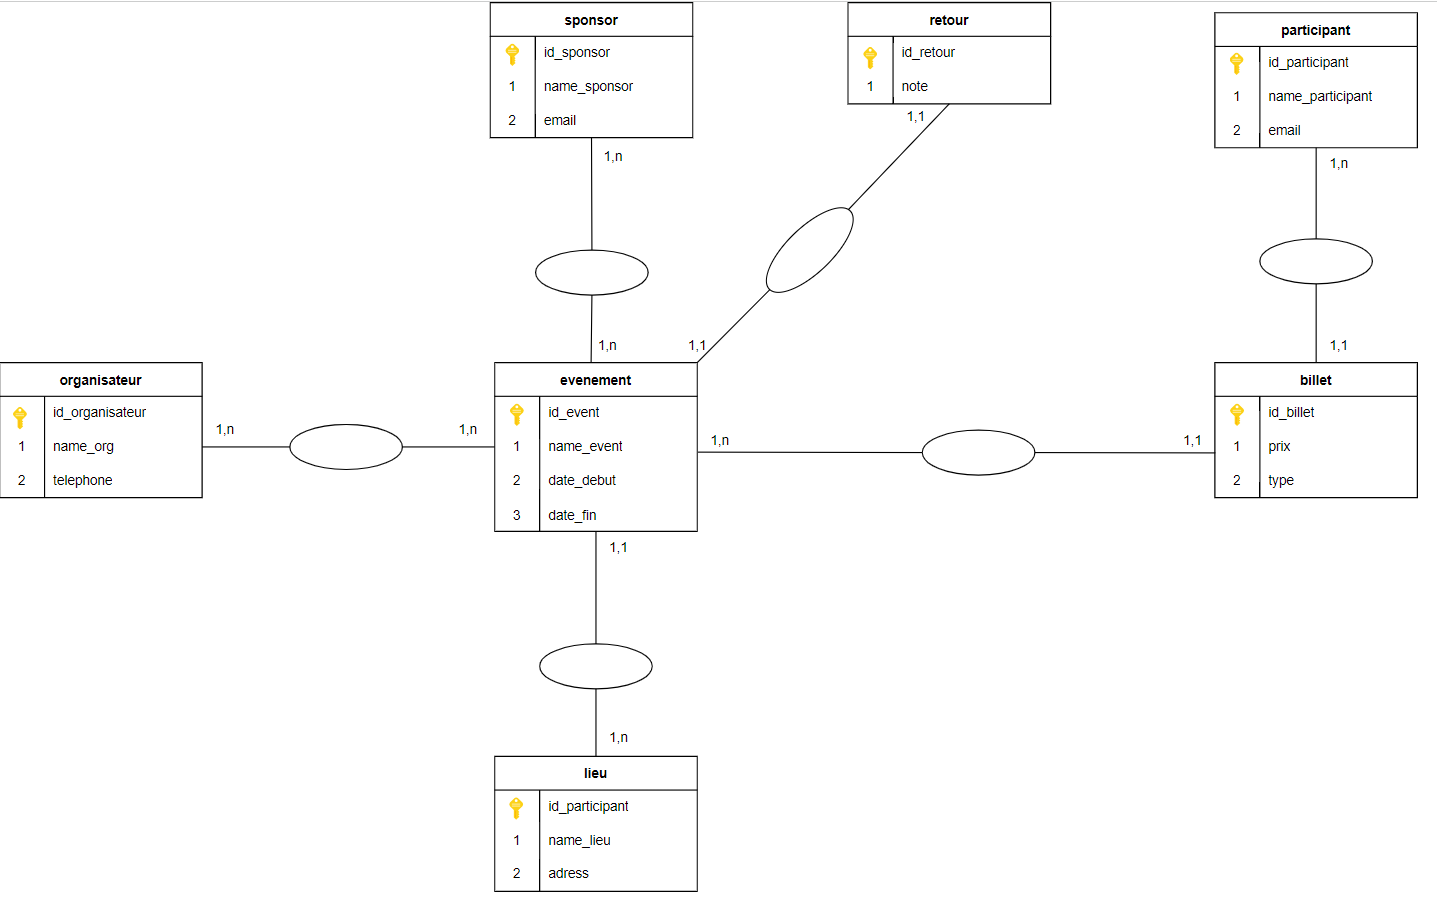 sponsor
id_sponsor
1 name_sponsor
2 email
1,n
1,n
retour
id_retour
1 note
1,1
1,1
participant
id_participant
1 name_participant
2 email
1,n
1,1
organisateur
id_organisateur
1 name_org
2 telephone
1,n
1,n
evenement
id_event
1 name_event
2 date_debut
3 date_fin
1,n
1,1
billet
id_billet
1 prix
2 type
1,1
1,n
lieu
id_participant
1 name_lieu
2 adress